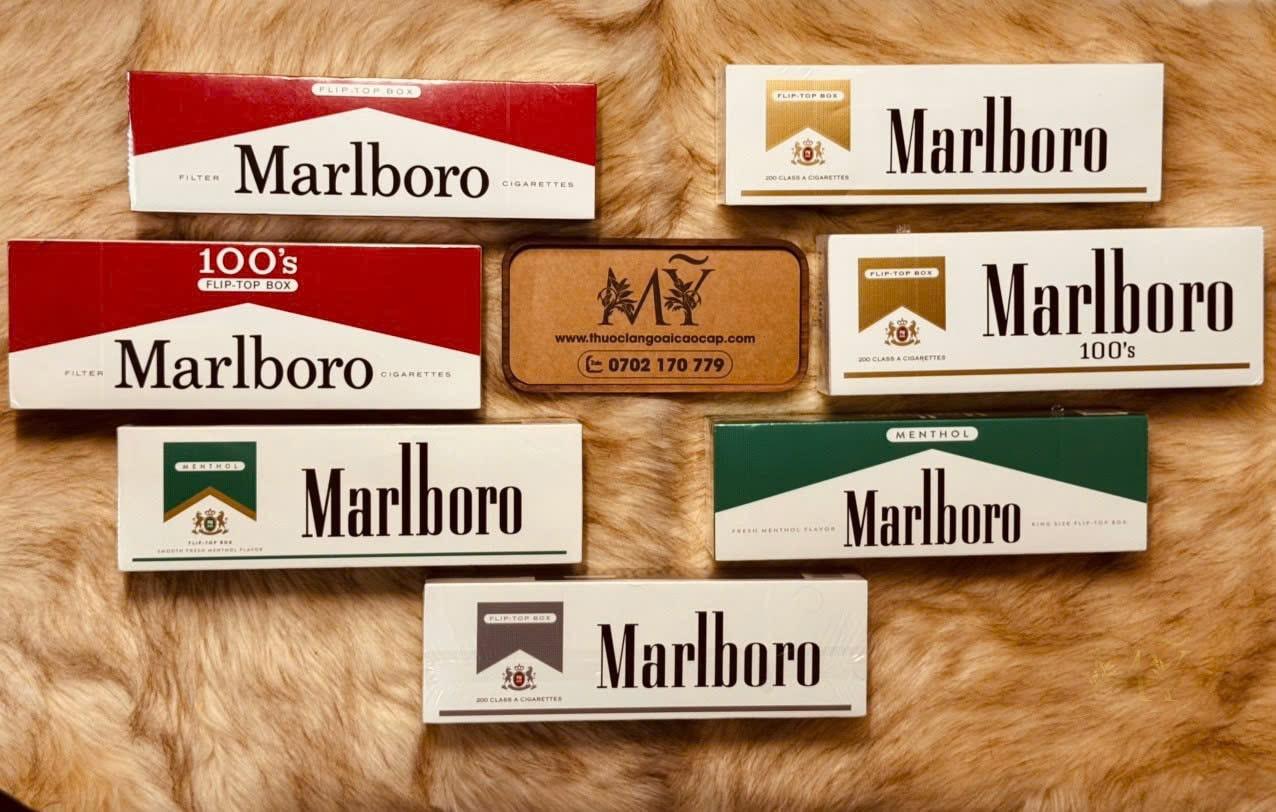 FLIP-TOP BOX
FILTER Marlboro CIGARETTES
FLIP-TOP BOX
Marlboro
200 CLASS A CIGARETTES
100's
FLIP-TOP BOX
FILTER Marlboro CIGARETTES
MỸ
www.thuoclangoaicaocap.com
Zalo 0702 170 779
FLIP-TOP BOX
Marlboro
100's
200 CLASS A CIGARETTES
MENTHOL
Marlboro
FLIP-TOP BOX
SMOOTH FRESH MENTHOL FLAVOR
MENTHOL
FRESH MENTHOL FLAVOR Marlboro KING SIZE FLIP-TOP BOX
FLIP-TOP BOX
Marlboro
200 CLASS A CIGARETTES